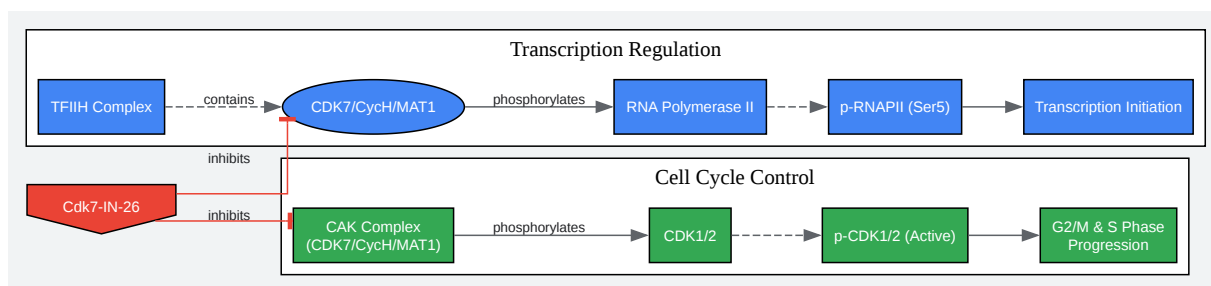 Transcription Regulation
TFIIH Complex
contains
CDK7/CycH/MAT1
phosphorylates
RNA Polymerase II
p-RNAPII (Ser5)
Transcription Initiation
inhibits
Cell Cycle Control
Cdk7-IN-26
inhibits
CAK Complex
(CDK7/CycH/MAT1)
phosphorylates
CDK1/2
p-CDK1/2 (Active)
G2/M & S Phase
Progression